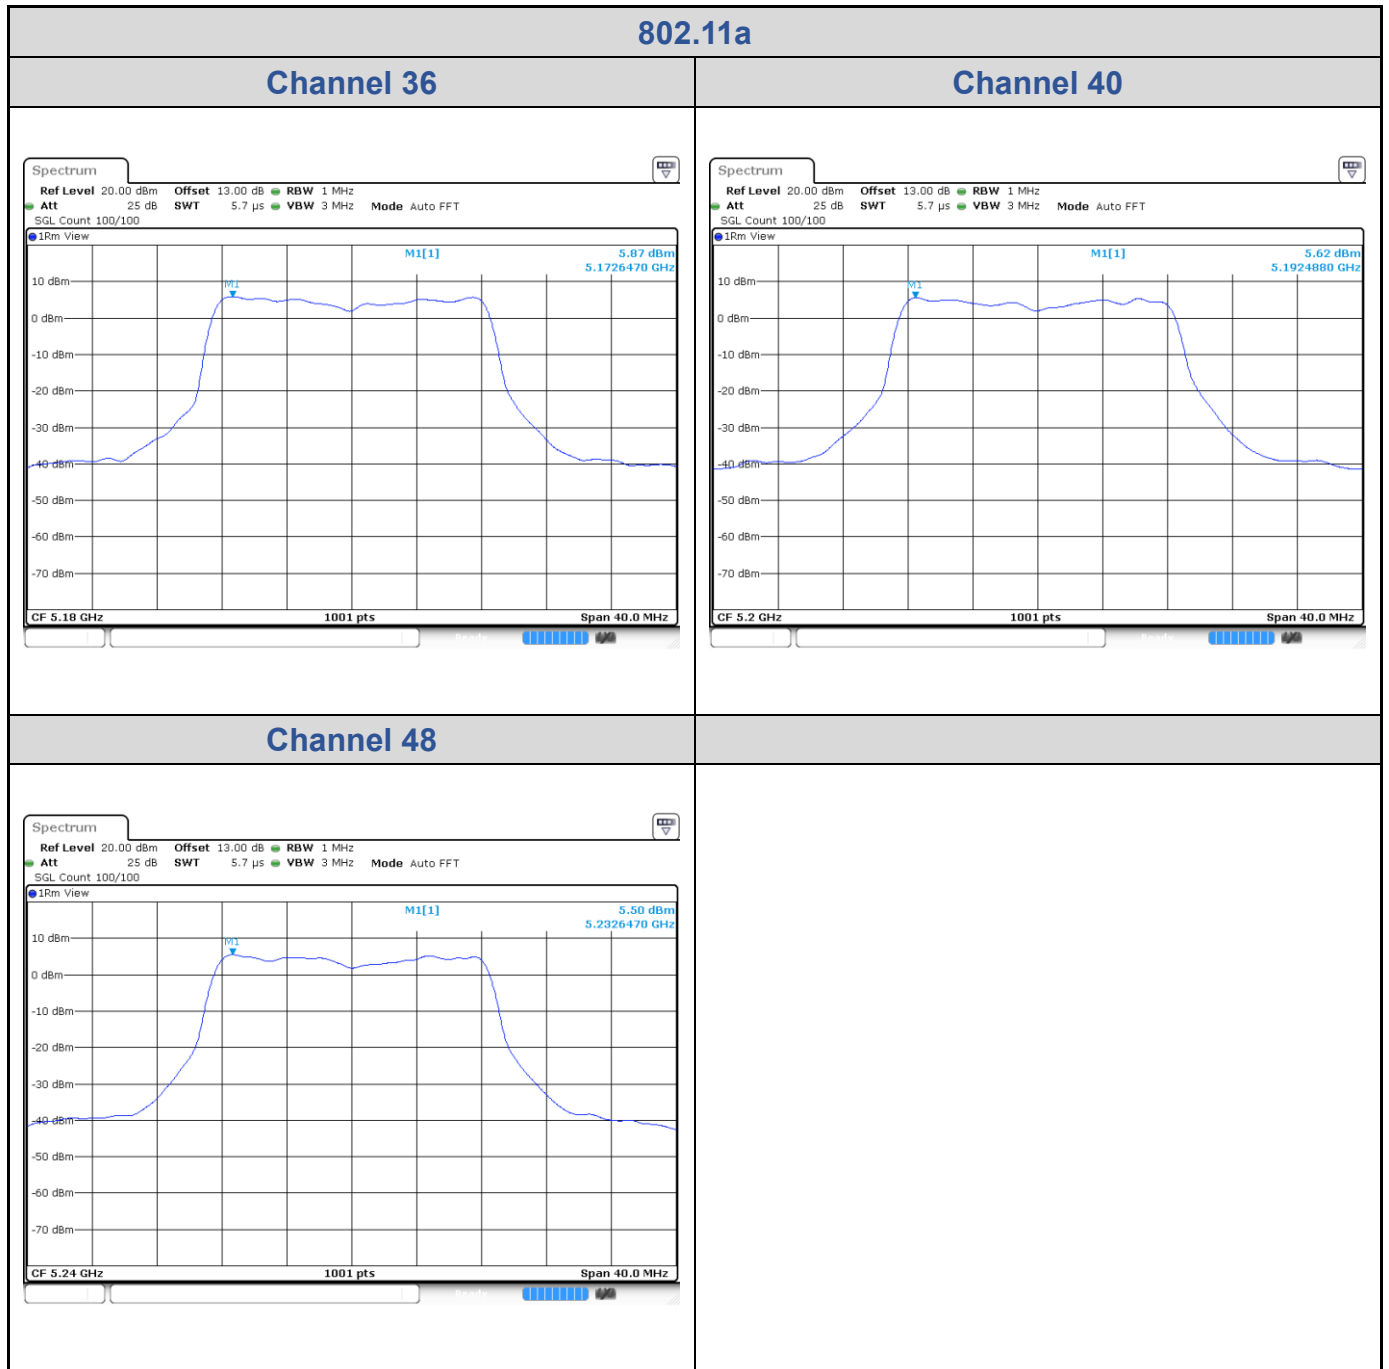 802.11a
Channel 36
Channel 40
Spectrum
Ref Level 20.00 dBm Offset 13.00 dB RBW 1 MHz
Att 25 dB SWT 5.7 µs VBW 3 MHz Mode Auto FFT
SGL Count 100/100
1Rm View
M1[1] 5.87 dBm
5.1726470 GHz
M1
10 dBm
0 dBm
-10 dBm
-20 dBm
-30 dBm
-40 dBm
-50 dBm
-60 dBm
-70 dBm
CF 5.18 GHz 1001 pts Span 40.0 MHz
Ready
Spectrum
Ref Level 20.00 dBm Offset 13.00 dB RBW 1 MHz
Att 25 dB SWT 5.7 µs VBW 3 MHz Mode Auto FFT
SGL Count 100/100
1Rm View
M1[1] 5.62 dBm
5.1924880 GHz
M1
10 dBm
0 dBm
-10 dBm
-20 dBm
-30 dBm
-40 dBm
-50 dBm
-60 dBm
-70 dBm
CF 5.2 GHz 1001 pts Span 40.0 MHz
Ready
Channel 48
Spectrum
Ref Level 20.00 dBm Offset 13.00 dB RBW 1 MHz
Att 25 dB SWT 5.7 µs VBW 3 MHz Mode Auto FFT
SGL Count 100/100
1Rm View
M1[1] 5.50 dBm
5.2326470 GHz
M1
10 dBm
0 dBm
-10 dBm
-20 dBm
-30 dBm
-40 dBm
-50 dBm
-60 dBm
-70 dBm
CF 5.24 GHz 1001 pts Span 40.0 MHz
Ready